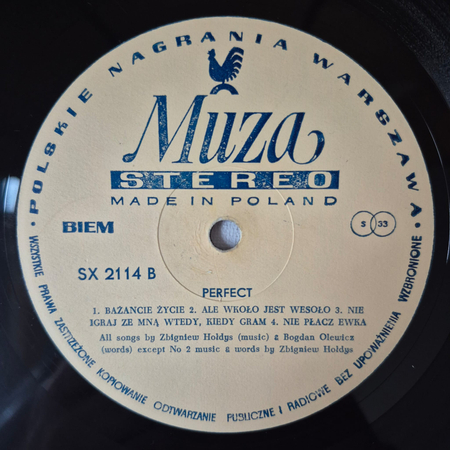 • POLSKIE NAGRANIA WARSZAWA •
Muza
STEREO
MADE IN POLAND
BIEM
S 33
SX 2114 B
PERFECT
1. BAŻANCIE ŻYCIE 2. ALE WKOŁO JEST WESOŁO 3. NIE
IGRAJ ZE MNĄ WTEDY, KIEDY GRAM 4. NIE PŁACZ EWKA
All songs by Zbigniew Hołdys (music) & Bogdan Olewicz
(words) except No 2 music & words by Zbigniew Hołdys
WSZYSTKIE PRAWA ZASTRZEŻONE KOPIOWANIE ODTWARZANIE PUBLICZNE I RADIOWE BEZ UPOWAŻNIENIA WZBRONIONE